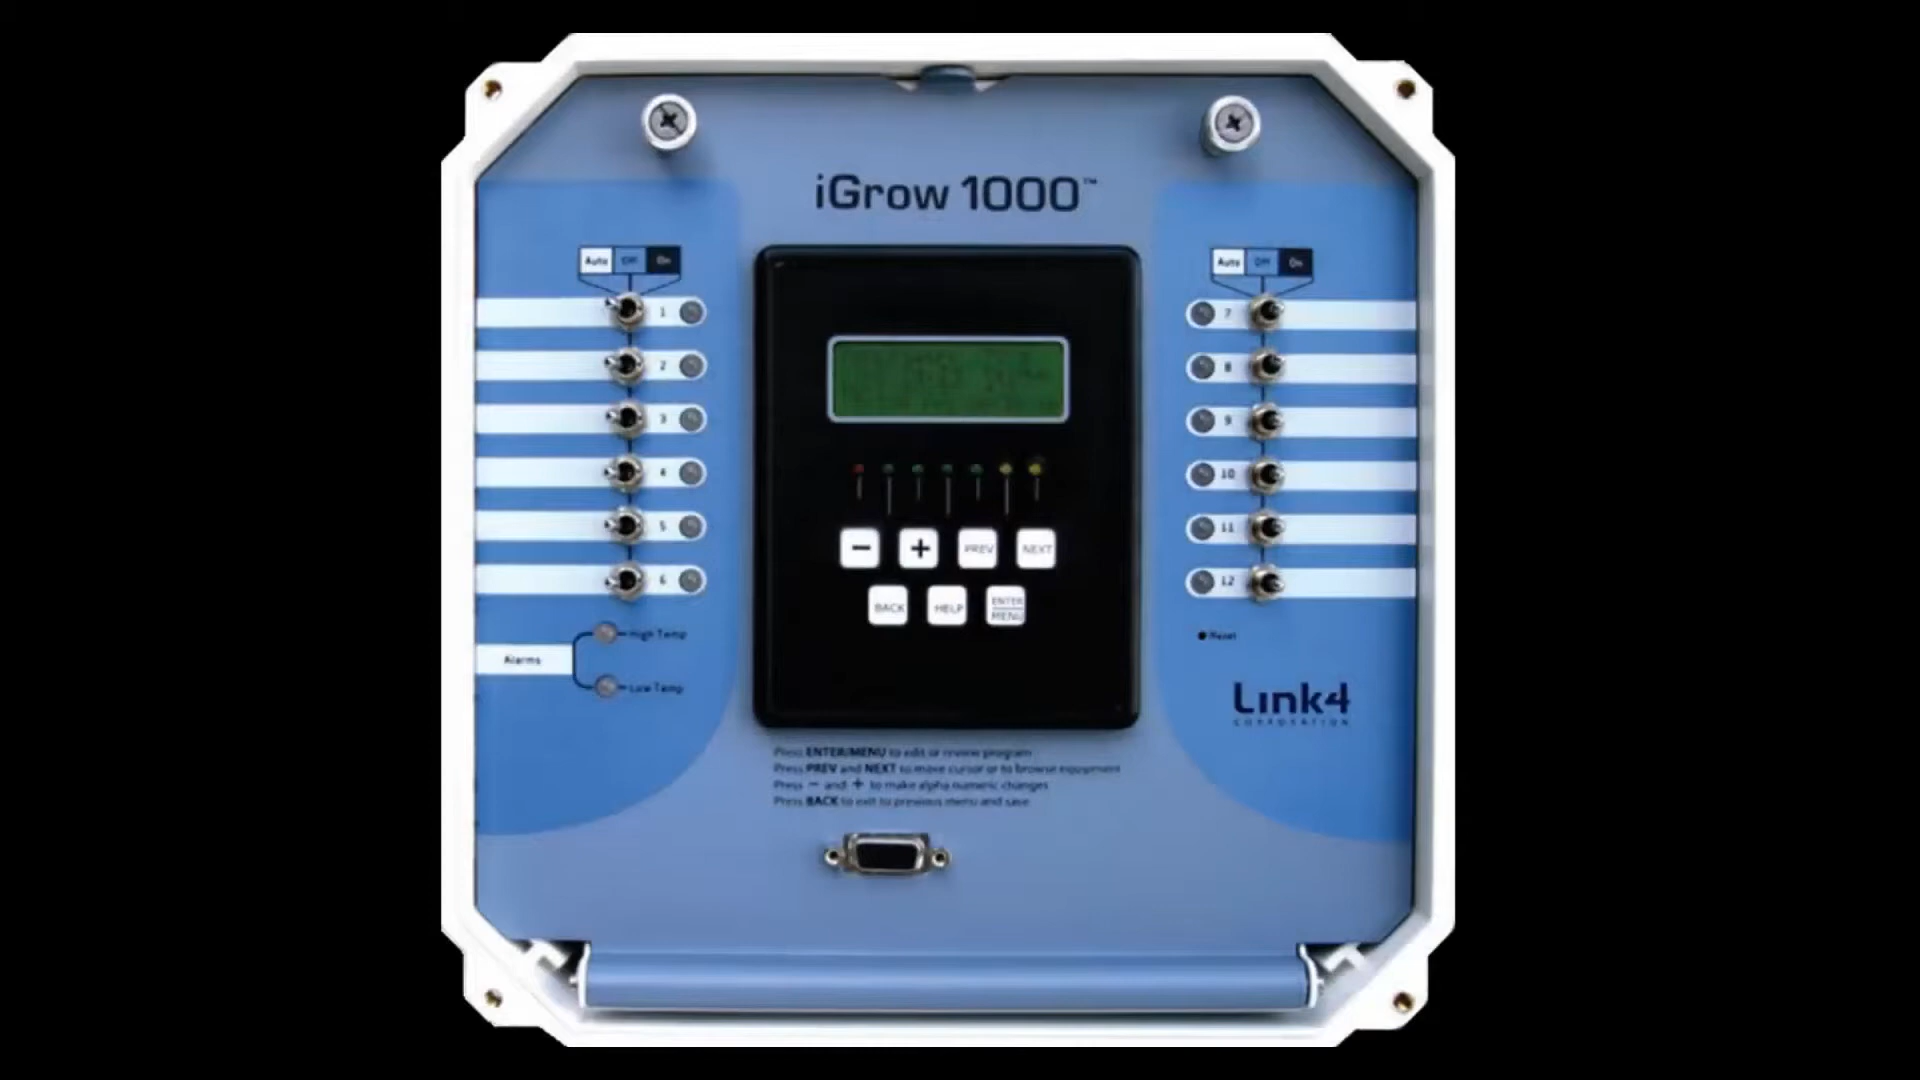 iGrow 1000™
Auto Off On
1
2
3
4
5
6
Alarms
High Temp
Low Temp
- + PREV NEXT
BACK HELP ENTER
MENU
Auto Off On
7
8
9
10
11
12
Reset
Link4
CORPORATION
Press ENTER/MENU to edit or review program
Press PREV and NEXT to move cursor or to browse equipment
Press - and + to make alpha numeric changes
Press BACK to exit to previous menu and save